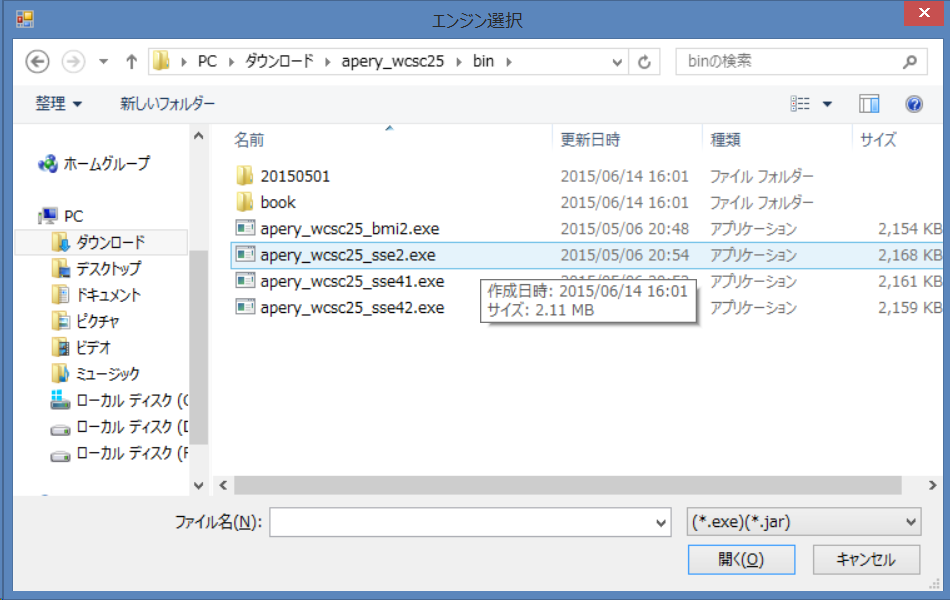 エンジン選択
PC ダウンロード apery_wcsc25 bin
binの検索
整理 新しいフォルダー
名前 更新日時 種類 サイズ
ホームグループ
PC
ダウンロード
デスクトップ
ドキュメント
ピクチャ
ビデオ
ミュージック
ローカル ディスク (C
ローカル ディスク (D
ローカル ディスク (F
20150501 2015/06/14 16:01 ファイル フォルダー
book 2015/06/14 16:01 ファイル フォルダー
apery_wcsc25_bmi2.exe 2015/05/06 20:48 アプリケーション 2,154 KB
apery_wcsc25_sse2.exe 2015/05/06 20:54 アプリケーション 2,168 KB
apery_wcsc25_sse41.exe アプリケーション 2,161 KB
apery_wcsc25_sse42.exe アプリケーション 2,159 KB
作成日時: 2015/06/14 16:01
サイズ: 2.11 MB
ファイル名(N): (*.exe)(*.jar)
開く(O) キャンセル